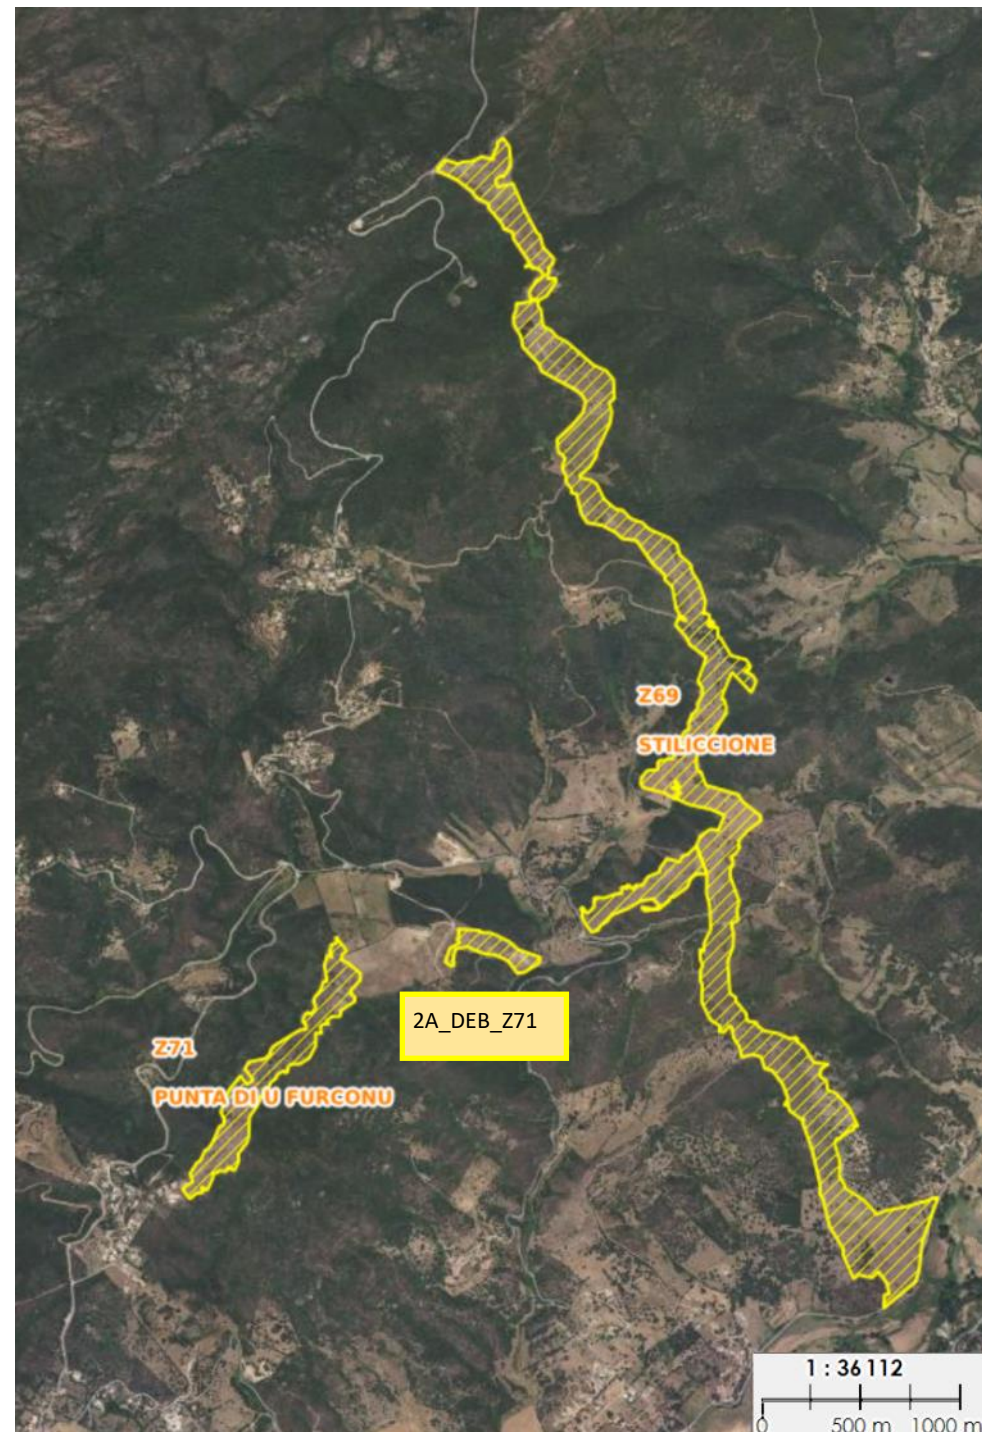 Z69
STILICCIONE
2A_DEB_Z71
Z71
PUNTA DI U FURCONU
1 : 36 112
0 500 m 1000 m